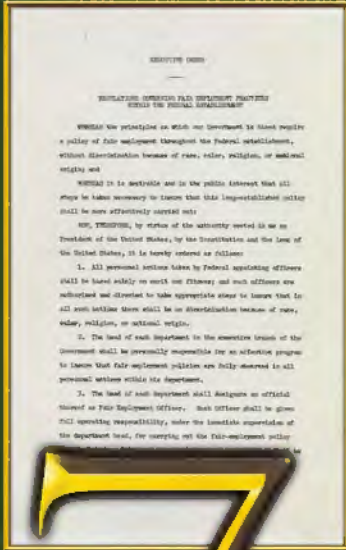 EXECUTIVE ORDER
REGULATIONS GOVERNING FAIR EMPLOYMENT PRACTICES
WITHIN THE FEDERAL ESTABLISHMENT
WHEREAS the principles on which our Government is based require
a policy of fair employment throughout the Federal establishment,
without discrimination because of race, color, religion, or national
origin; and
WHEREAS it is desirable and in the public interest that all
steps be taken necessary to insure that this long-established policy
shall be more effectively carried out:
NOW, THEREFORE, by virtue of the authority vested in me as
President of the United States, by the Constitution and the laws of
the United States, it is hereby ordered as follows:
1. All personnel actions taken by Federal appointing officers
shall be based solely on merit and fitness; and such officers are
authorized and directed to take appropriate steps to insure that in
all such actions there shall be no discrimination because of race,
color, religion, or national origin.
2. The head of each department in the executive branch of the
Government shall be personally responsible for an effective program
to insure that fair employment policies are fully observed in all
personnel actions within his department.
3. The head of each department shall designate an official
thereof as Fair Employment Officer. Such Officer shall be given
full operating responsibility, under the immediate supervision of
the department head, for carrying out the fair-employment policy
be
7